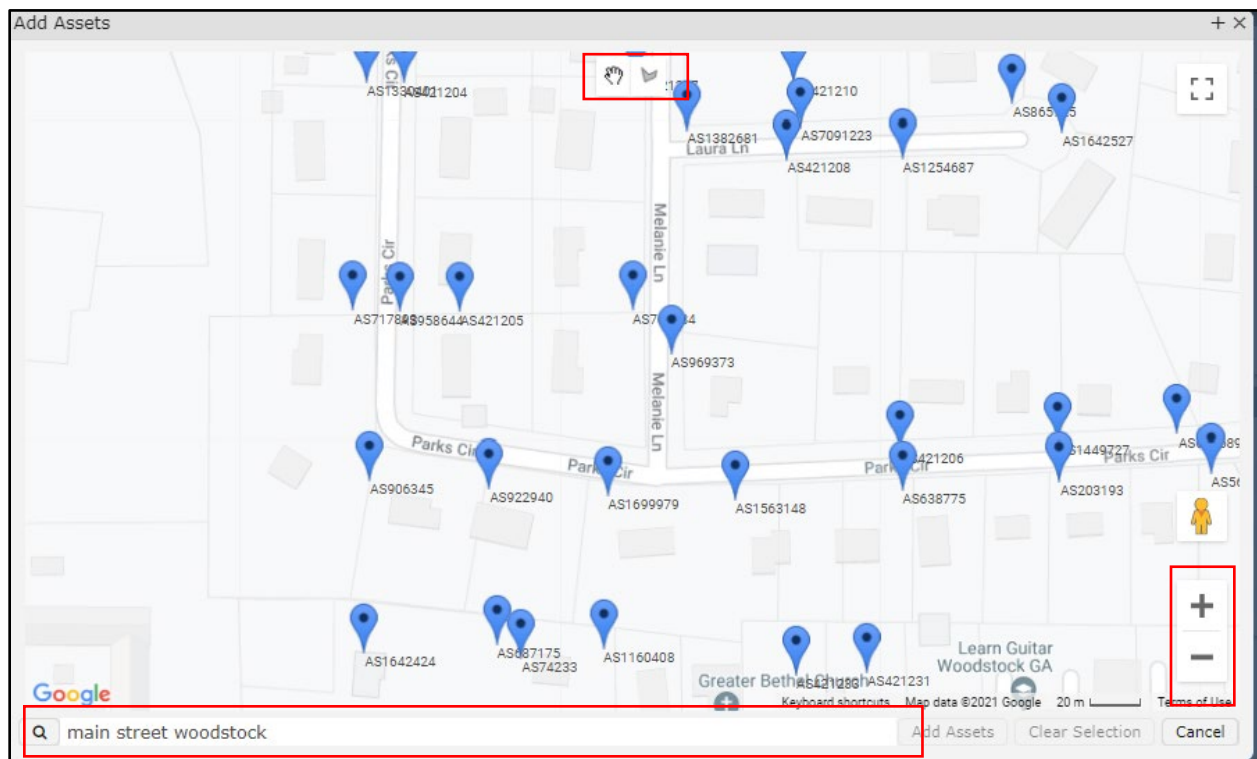 Add Assets
Cir
AS421204
421210
AS1382681
AS7091223
AS1642527
Laura Ln
AS421208
AS1254687
Melanie Ln
Parks Cir
AS958644
AS421205
AS969373
Melanie Ln
Parks Cir
Parks Cir
Parks Cir
421206
S1449727
Parks Cir
AS906345
AS922940
AS1699979
AS1563148
AS638775
AS203193
AS1642424
AS74233
AS1160408
AS421231
Learn Guitar
Woodstock GA
Google
Keyboard shortcuts Map data ©2021 Google 20 m Terms of Use
main street woodstock Add Assets Clear Selection Cancel